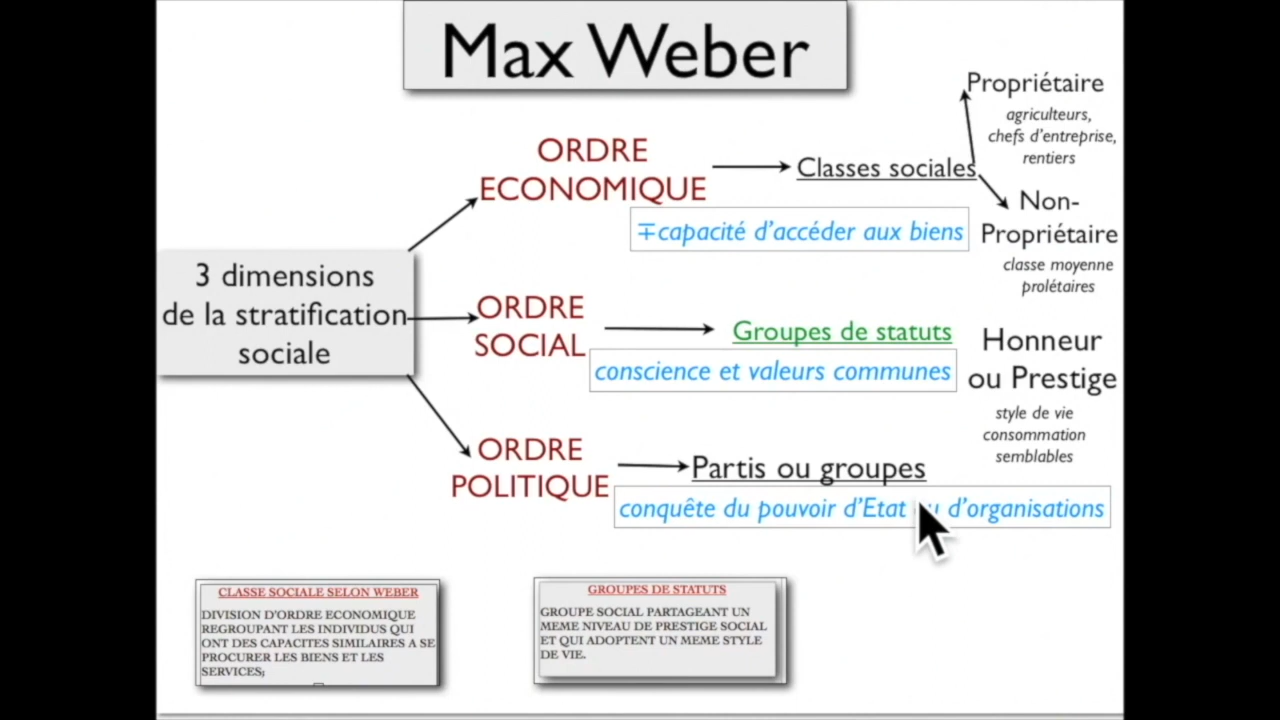 Max Weber
3 dimensions
de la stratification
sociale
ORDRE
ECONOMIQUE
Classes sociales
∓capacité d'accéder aux biens
Propriétaire
agriculteurs,
chefs d'entreprise,
rentiers
Non-
Propriétaire
classe moyenne
prolétaires
ORDRE
SOCIAL
Groupes de statuts
conscience et valeurs communes
Honneur
ou Prestige
style de vie
consommation
semblables
ORDRE
POLITIQUE
Partis ou groupes
conquête du pouvoir d'Etat d'organisations
CLASSE SOCIALE SELON WEBER
DIVISION D'ORDRE ECONOMIQUE
REGROUPANT LES INDIVIDUS QUI
ONT DES CAPACITES SIMILAIRES A SE
PROCURER LES BIENS ET LES
SERVICES;
GROUPES DE STATUTS
GROUPE SOCIAL PARTAGEANT UN
MEME NIVEAU DE PRESTIGE SOCIAL
ET QUI ADOPTENT UN MEME STYLE
DE VIE.